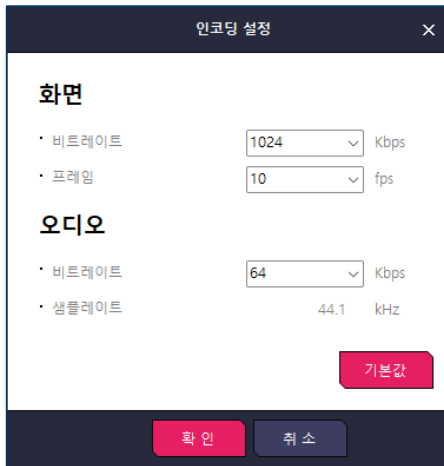 인코딩 설정
화면
· 비트레이트 1024 Kbps
· 프레임 10 fps
오디오
· 비트레이트 64 Kbps
· 샘플레이트 44.1 kHz
기본값
확 인 취 소